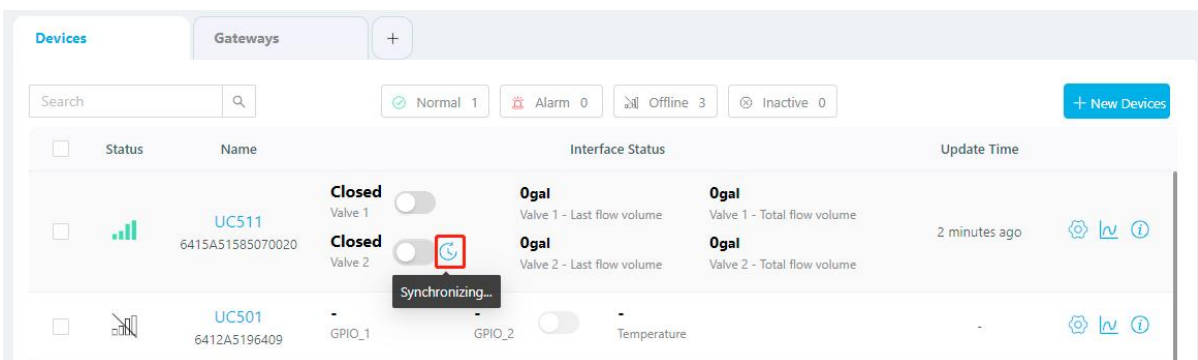 Devices
Gateways
+
Search
Normal 1
Alarm 0
Offline 3
Inactive 0
+ New Devices
Status Name Interface Status Update Time
UC511
6415A51585070020
Closed
Valve 1
0gal
Valve 1 - Last flow volume
0gal
Valve 1 - Total flow volume
Closed
Valve 2
0gal
Valve 2 - Last flow volume
0gal
Valve 2 - Total flow volume
2 minutes ago
Synchronizing...
UC501
6412A5196409
-
GPIO_1
-
GPIO_2
-
Temperature
-